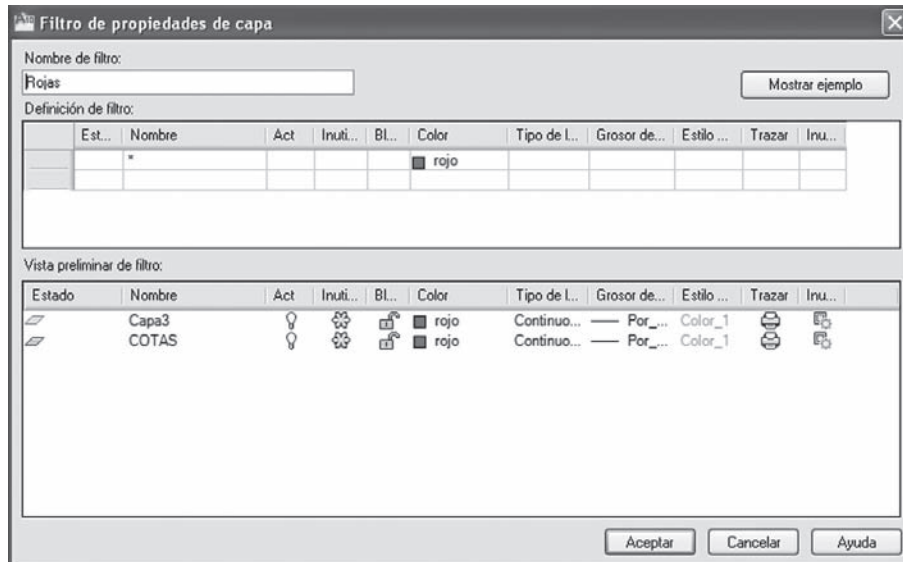 Filtro de propiedades de capa
Nombre de filtro:
Rojas
Mostrar ejemplo
Definición de filtro:
Est... Nombre Act Inuti... Bl... Color Tipo de l... Grosor de... Estilo ... Trazar Inu...
* rojo
Vista preliminar de filtro:
Estado Nombre Act Inuti... Bl... Color Tipo de l... Grosor de... Estilo ... Trazar Inu...
Capa3 rojo Continuo... Por_... Color_1
COTAS rojo Continuo... Por_... Color_1
Aceptar Cancelar Ayuda